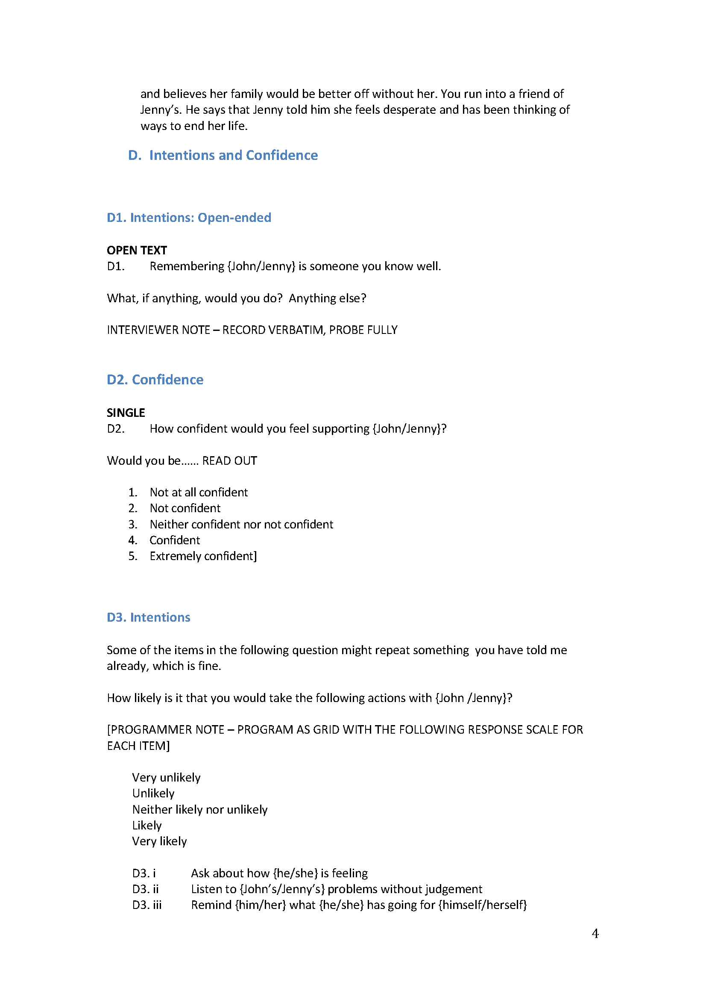 and believes her family would be better off without her. You run into a friend of
Jenny’s. He says that Jenny told him she feels desperate and has been thinking of
ways to end her life.
D. Intentions and Confidence
D1. Intentions: Open-ended
OPEN TEXT
D1. Remembering {John/Jenny} is someone you know well.
What, if anything, would you do?  Anything else?
INTERVIEWER NOTE – RECORD VERBATIM, PROBE FULLY
D2. Confidence
SINGLE
D2. How confident would you feel supporting {John/Jenny}?
Would you be...... READ OUT
1. Not at all confident
2. Not confident
3. Neither confident nor not confident
4. Confident
5. Extremely confident]
D3. Intentions
Some of the items in the following question might repeat something  you have told me
already, which is fine.
How likely is it that you would take the following actions with {John /Jenny}?
[PROGRAMMER NOTE – PROGRAM AS GRID WITH THE FOLLOWING RESPONSE SCALE FOR
EACH ITEM]
Very unlikely
Unlikely
Neither likely nor unlikely
Likely
Very likely
D3. i Ask about how {he/she} is feeling
D3. ii Listen to {John’s/Jenny’s} problems without judgement
D3. iii Remind {him/her} what {he/she} has going for {himself/herself}
4